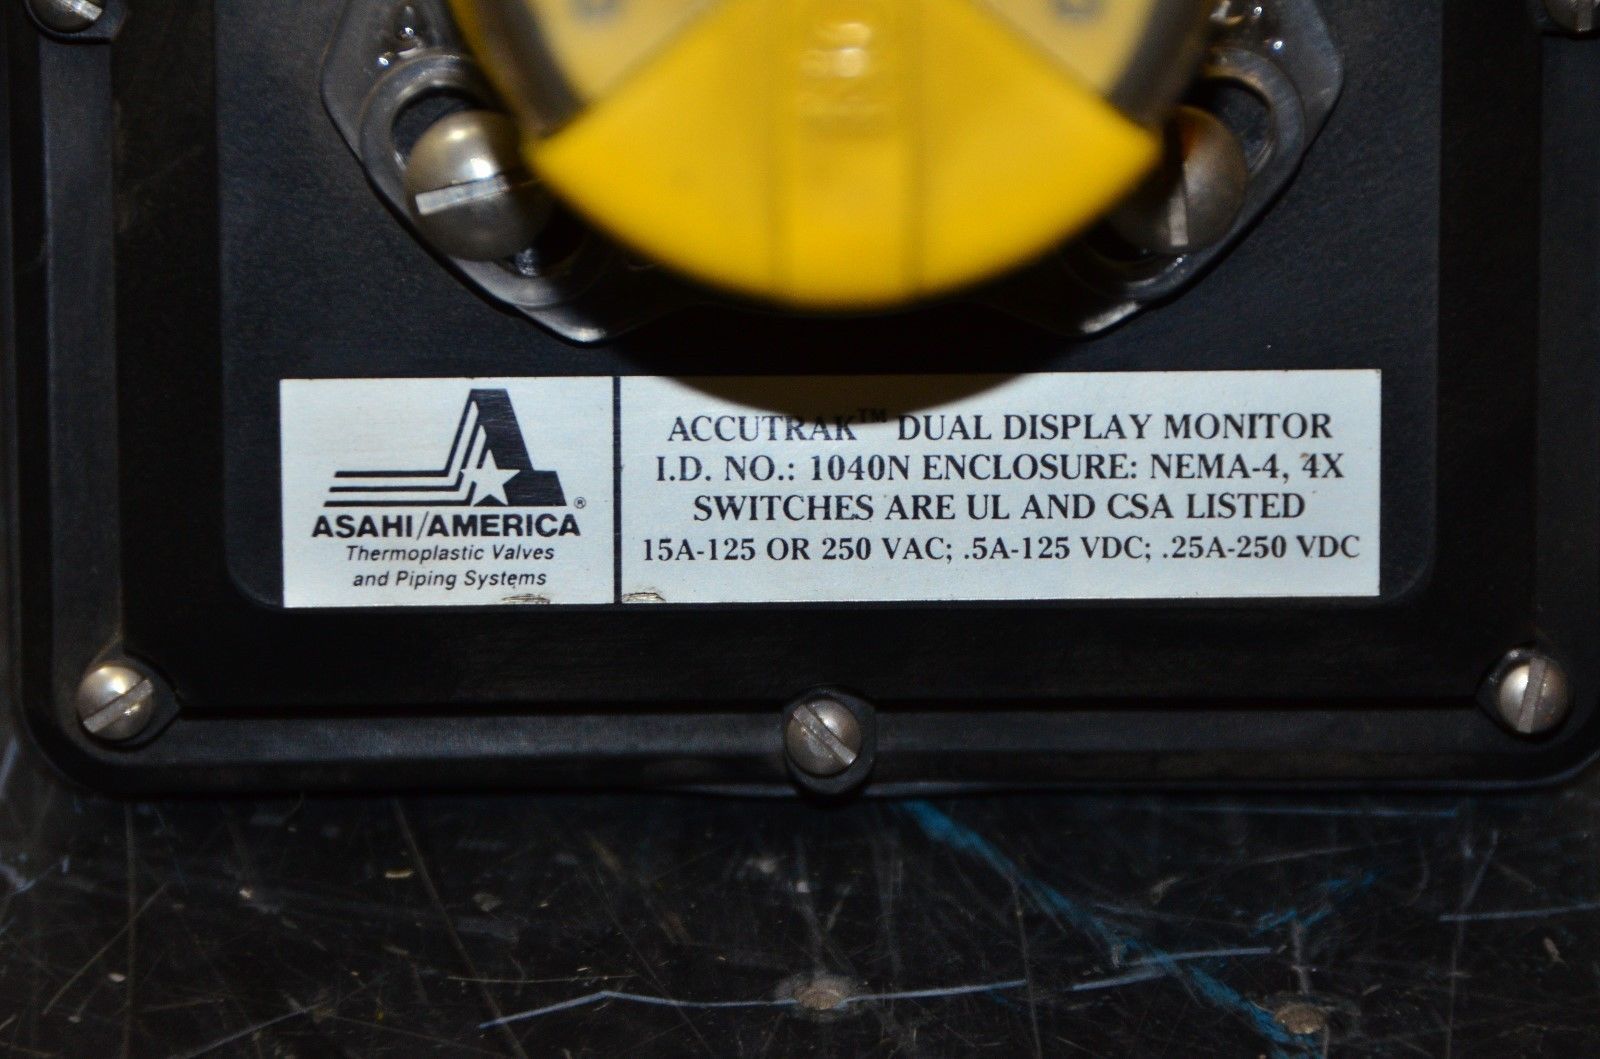 ASAHI/AMERICA®
Thermoplastic Valves
and Piping Systems
ACCUTRAK™ DUAL DISPLAY MONITOR
I.D. NO.: 1040N ENCLOSURE: NEMA-4, 4X
SWITCHES ARE UL AND CSA LISTED
15A-125 OR 250 VAC; .5A-125 VDC; .25A-250 VDC